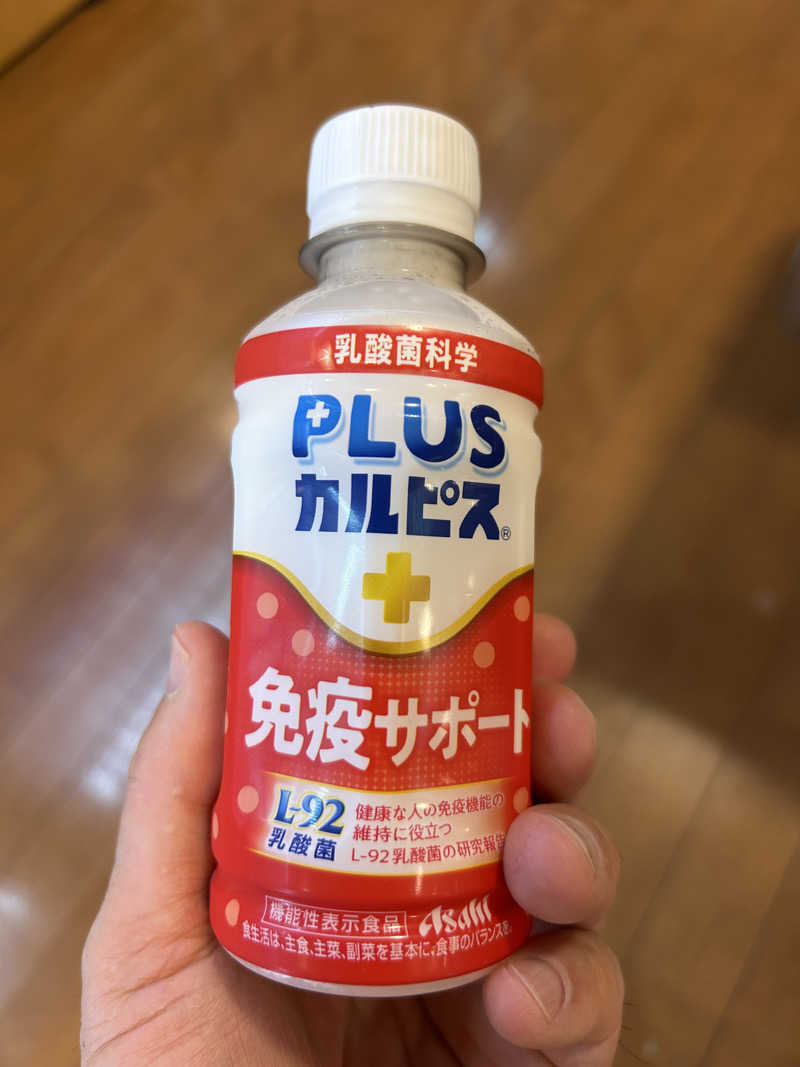 乳酸菌科学
PLUS
カルピス®
免疫サポート
L-92
乳酸菌
健康な人の免疫機能の
維持に役立つ
L-92乳酸菌の研究報告
機能性表示食品
Asahi
食生活は、主食、主菜、副菜を基本に、食事のバランスを。